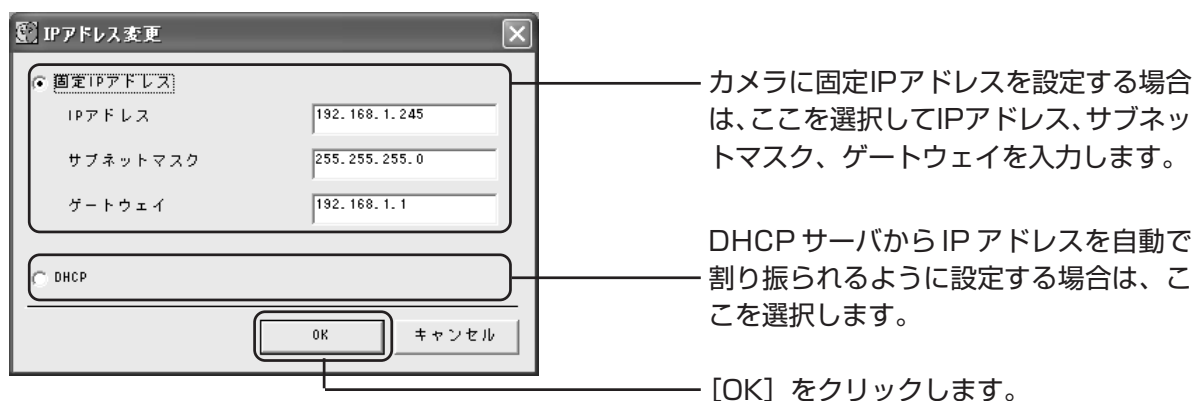 IPアドレス変更
固定IPアドレス
IPアドレス 192.168.1.245
サブネットマスク 255.255.255.0
ゲートウェイ 192.168.1.1
DHCP
OK キャンセル
カメラに固定IPアドレスを設定する場合
は、ここを選択してIPアドレス、サブネッ
トマスク、ゲートウェイを入力します。
DHCP サーバから IP アドレスを自動で
割り振られるように設定する場合は、こ
こを選択します。
［OK］をクリックします。